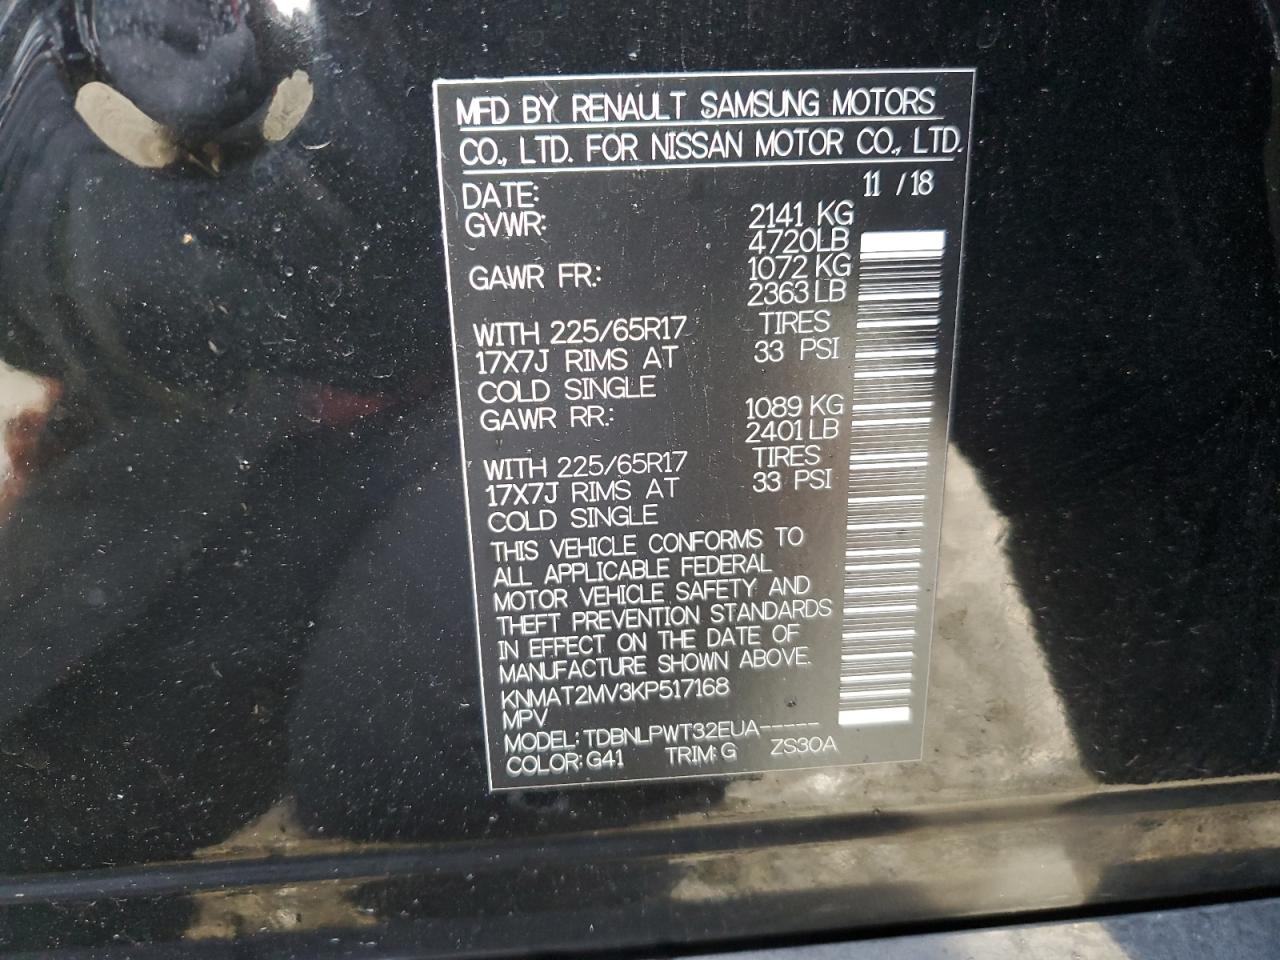 MFD BY RENAULT SAMSUNG MOTORS
CO., LTD. FOR NISSAN MOTOR CO., LTD.
DATE: 11 / 18
GVWR: 2141 KG
4720LB
GAWR FR: 1072 KG
2363 LB
WITH 225/65R17 TIRES
17X7J RIMS AT 33 PSI
COLD SINGLE
GAWR RR: 1089 KG
2401 LB
WITH 225/65R17 TIRES
17X7J RIMS AT 33 PSI
COLD SINGLE
THIS VEHICLE CONFORMS TO
ALL APPLICABLE FEDERAL
MOTOR VEHICLE SAFETY AND
THEFT PREVENTION STANDARDS
IN EFFECT ON THE DATE OF
MANUFACTURE SHOWN ABOVE.
KNMAT2MV3KP517168
MPV
MODEL: TDBNLPWT32EUA-----
COLOR: G41 TRIM: G ZS30A